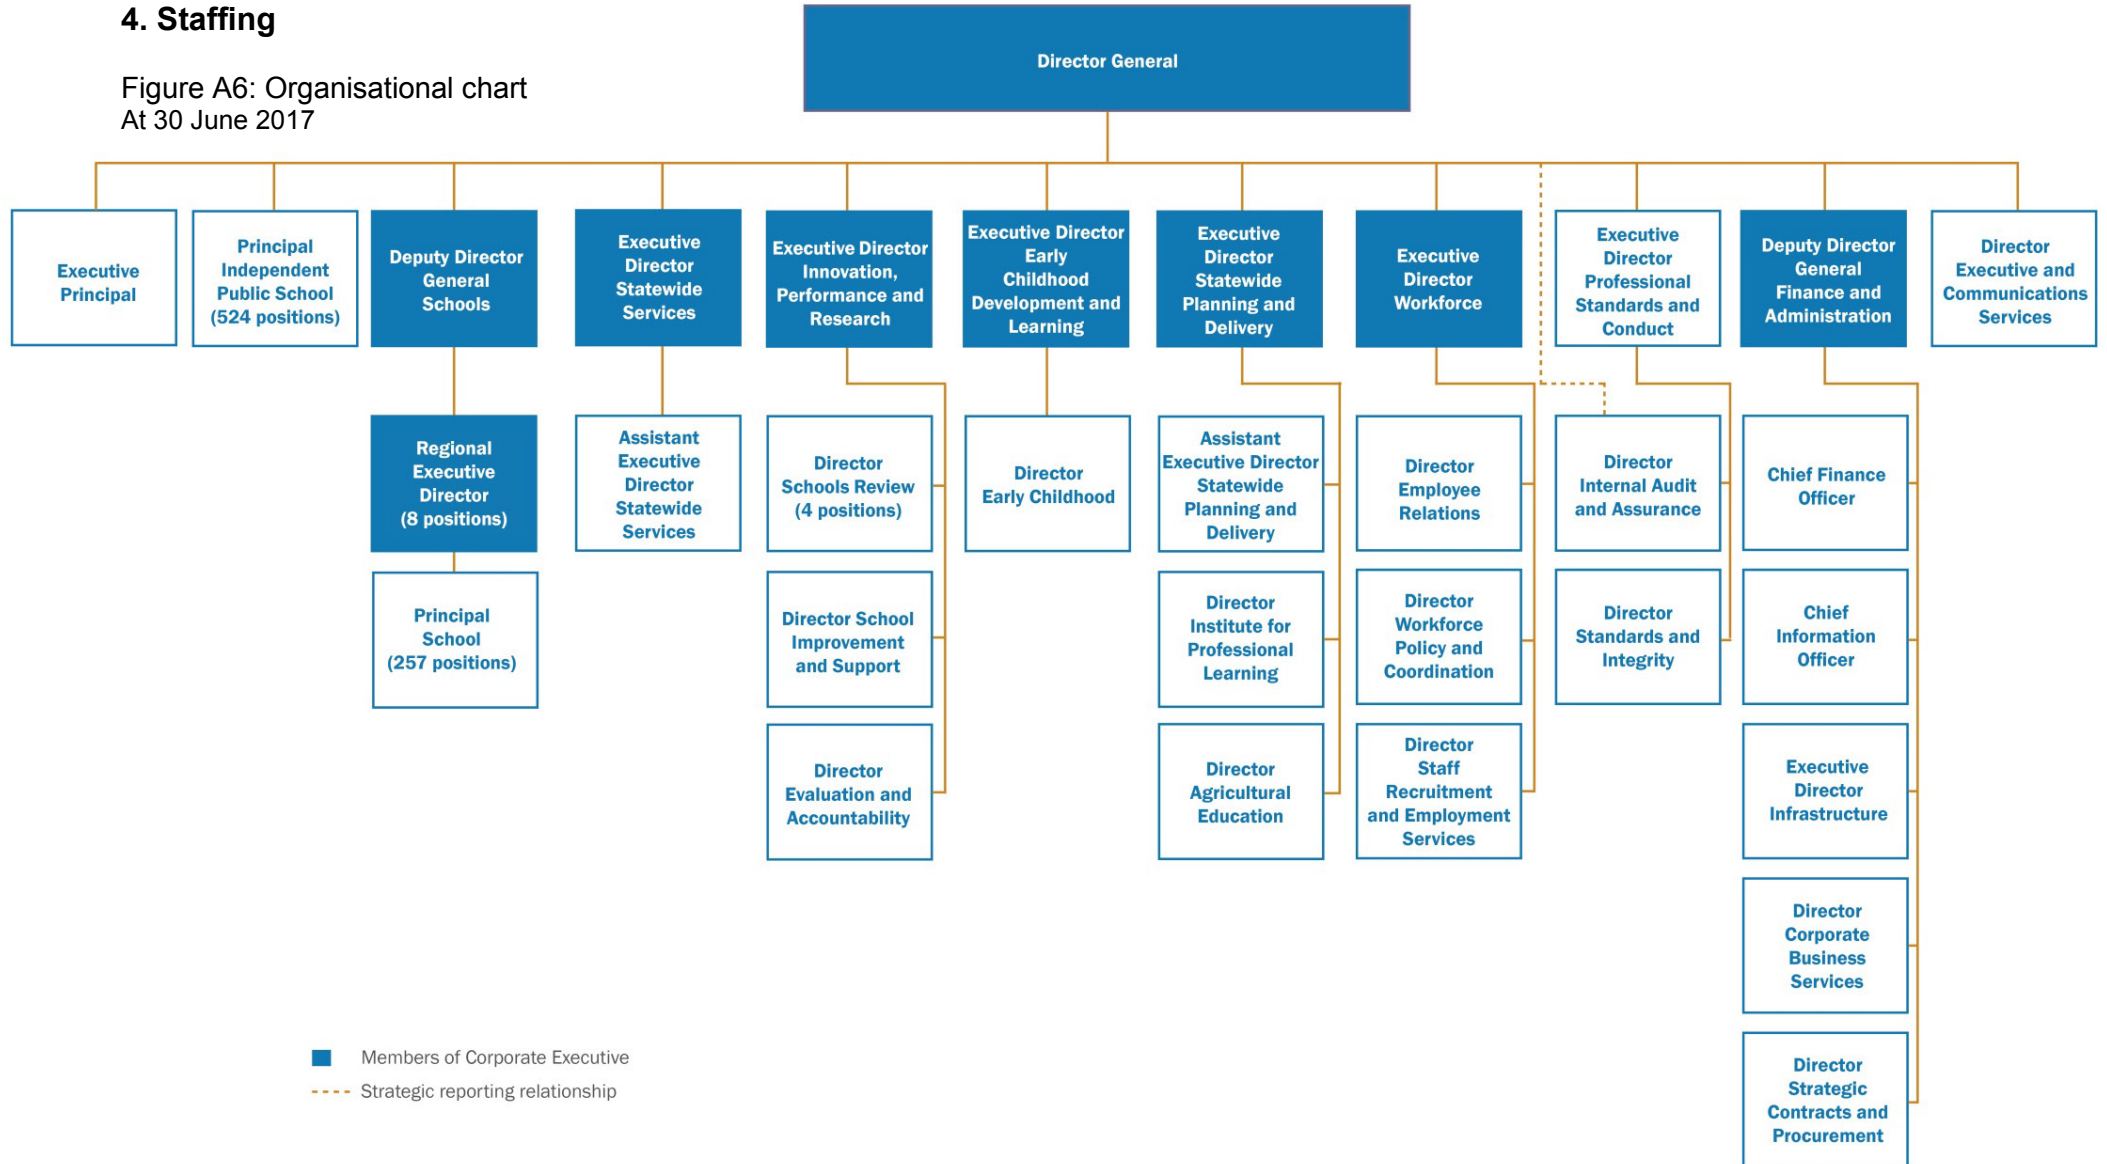 4. Staffing
Figure A6: Organisational chart
At 30 June 2017
Director General
Executive
Principal
Principal
Independent
Public School
(524 positions)
Deputy Director
General
Schools
Executive
Director
Statewide
Services
Executive Director
Innovation,
Performance and
Research
Executive Director
Early
Childhood
Development and
Learning
Executive
Director
Statewide
Planning and
Delivery
Executive
Director
Workforce
Executive
Director
Professional
Standards and
Conduct
Deputy Director
General
Finance and
Administration
Director
Executive and
Communications
Services
Regional
Executive
Director
(8 positions)
Assistant
Executive
Director
Statewide
Services
Director
Schools Review
(4 positions)
Director
Early Childhood
Assistant
Executive Director
Statewide
Planning and
Delivery
Director
Employee
Relations
Director
Internal Audit
and Assurance
Chief Finance
Officer
Principal
School
(257 positions)
Director School
Improvement
and Support
Director
Institute for
Professional
Learning
Director
Workforce
Policy and
Coordination
Director
Standards and
Integrity
Chief
Information
Officer
Director
Evaluation and
Accountability
Director
Agricultural
Education
Director
Staff
Recruitment
and Employment
Services
Executive
Director
Infrastructure
Director
Corporate
Business
Services
Director
Strategic
Contracts and
Procurement
Members of Corporate Executive
Strategic reporting relationship